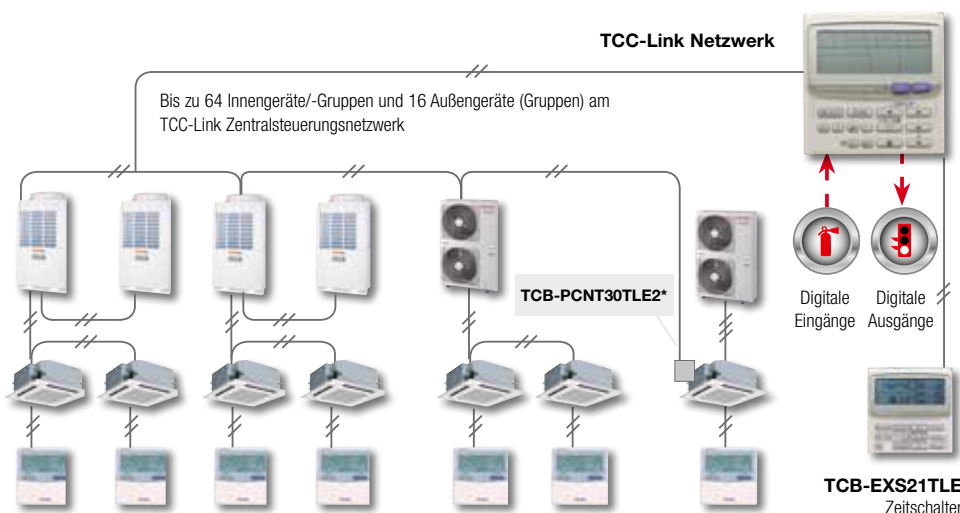 TCC-Link Netzwerk
Bis zu 64 Innengeräte/-Gruppen und 16 Außengeräte (Gruppen) am
TCC-Link Zentralsteuerungsnetzwerk
TCB-PCNT30TLE2*
Digitale
Eingänge
Digitale
Ausgänge
TCB-EXS21TLE
Zeitschalter